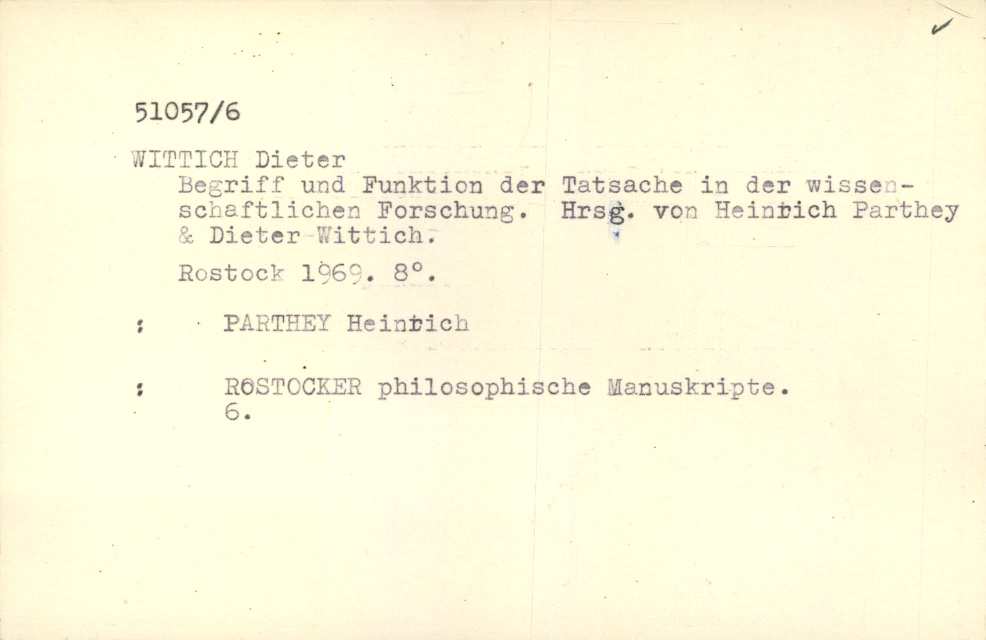 51057/6
WITTICH Dieter
Begriff und Funktion der Tatsache in der wissen-
schaftlichen Forschung. Hrsg. von Heinrich Parthey
& Dieter Wittich.
Rostock 1969. 8°.
: PARTHEY Heinrich
: ROSTOCKER philosophische Manuskripte.
6.